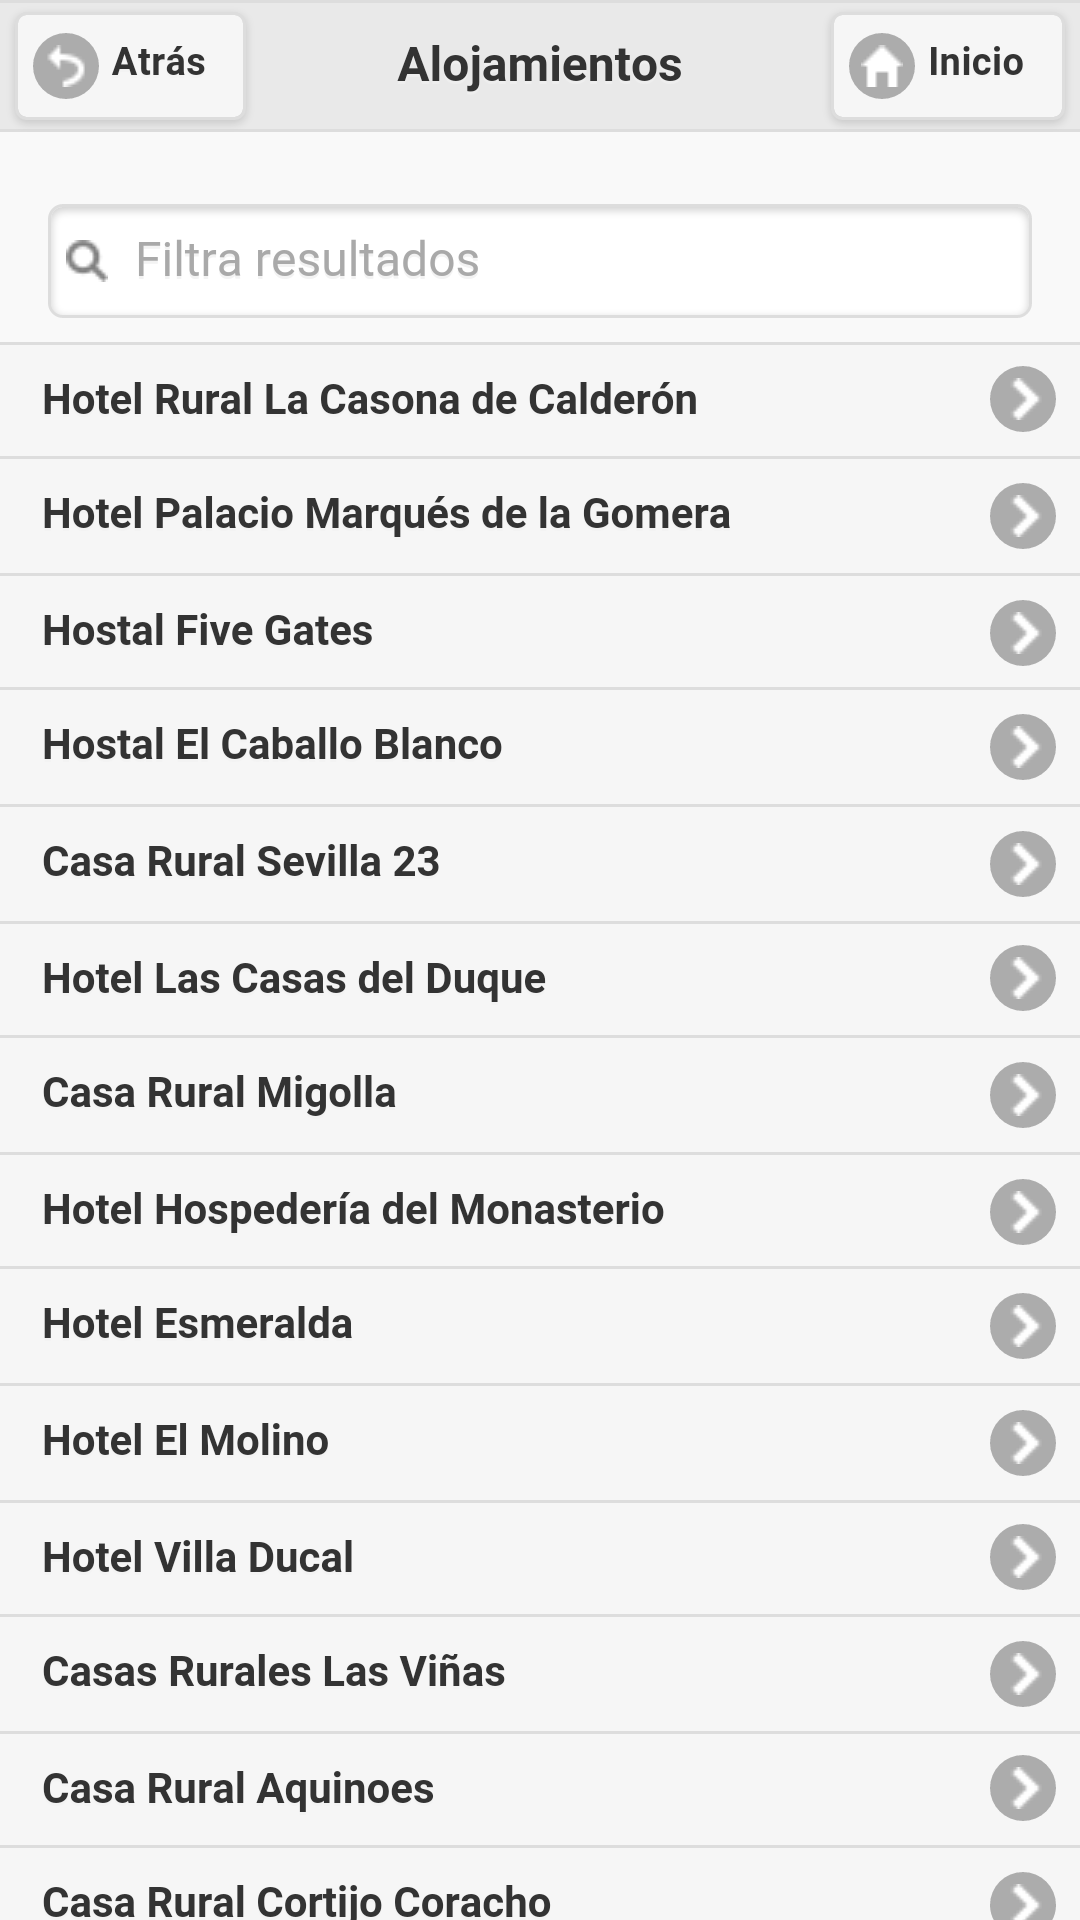 Atrás
Alojamientos
Inicio
Filtra resultados
Hotel Rural La Casona de Calderón
Hotel Palacio Marqués de la Gomera
Hostal Five Gates
Hostal El Caballo Blanco
Casa Rural Sevilla 23
Hotel Las Casas del Duque
Casa Rural Migolla
Hotel Hospedería del Monasterio
Hotel Esmeralda
Hotel El Molino
Hotel Villa Ducal
Casas Rurales Las Viñas
Casa Rural Aquinoes
Casa Rural Cortijo Coracho